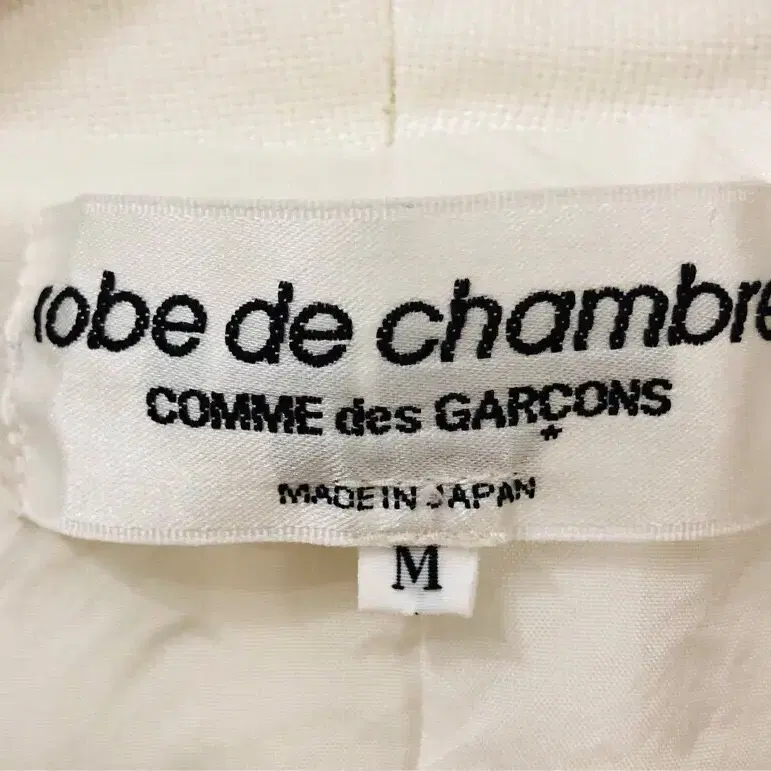 robe de chambre
COMME des GARÇONS
MADE IN JAPAN
M